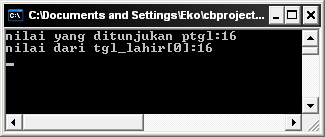 C:\Documents and Settings\Eko\cbproject...
nilai yang ditunjukan ptgl:16
nilai dari tgl_lahir[0]:16